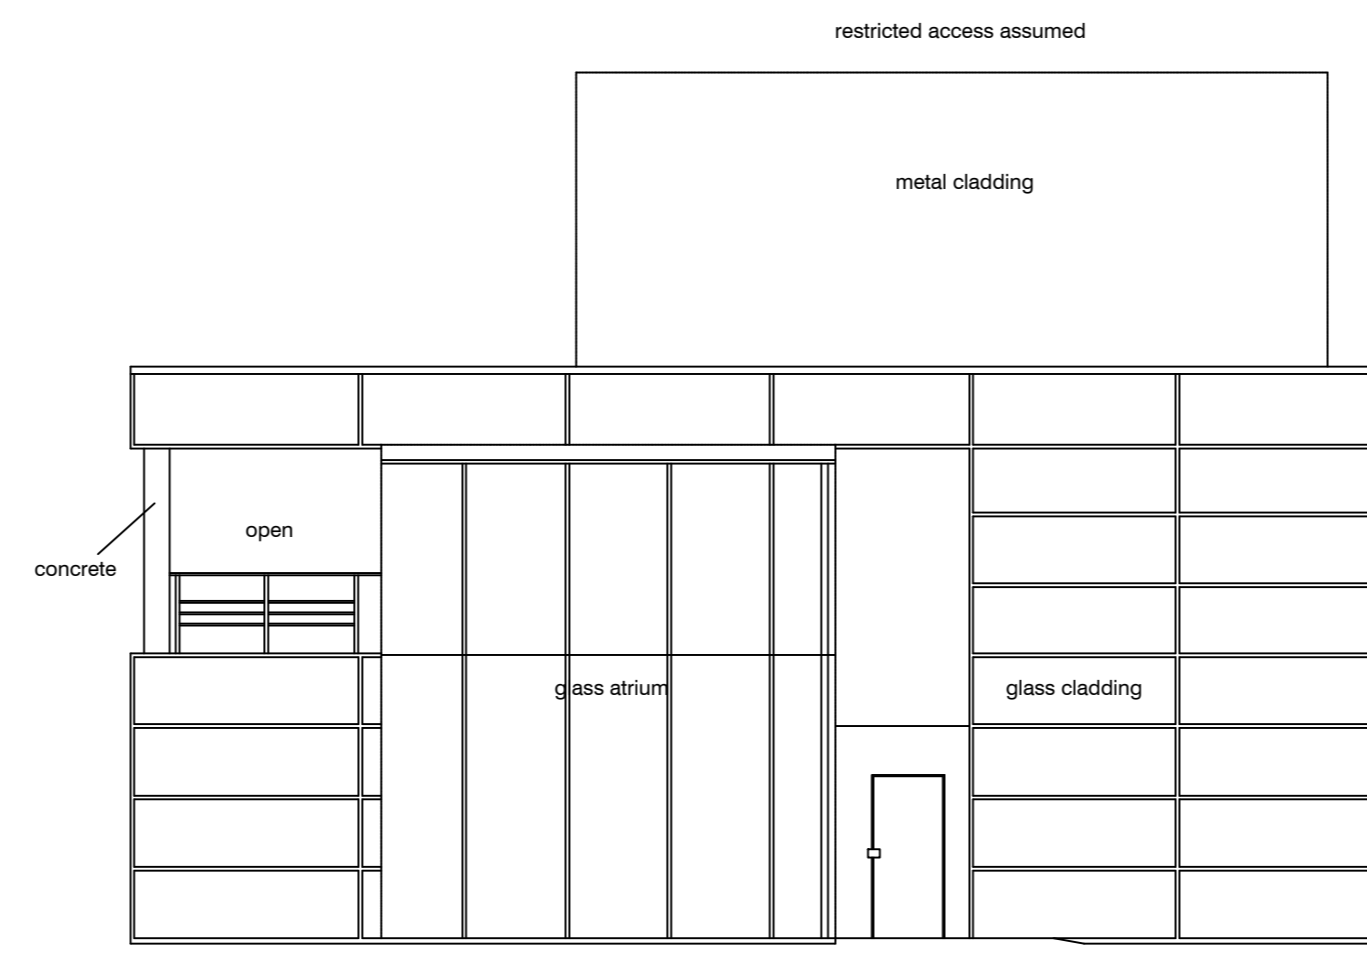 restricted access assumed
metal cladding
open
concrete
glass atrium
glass cladding